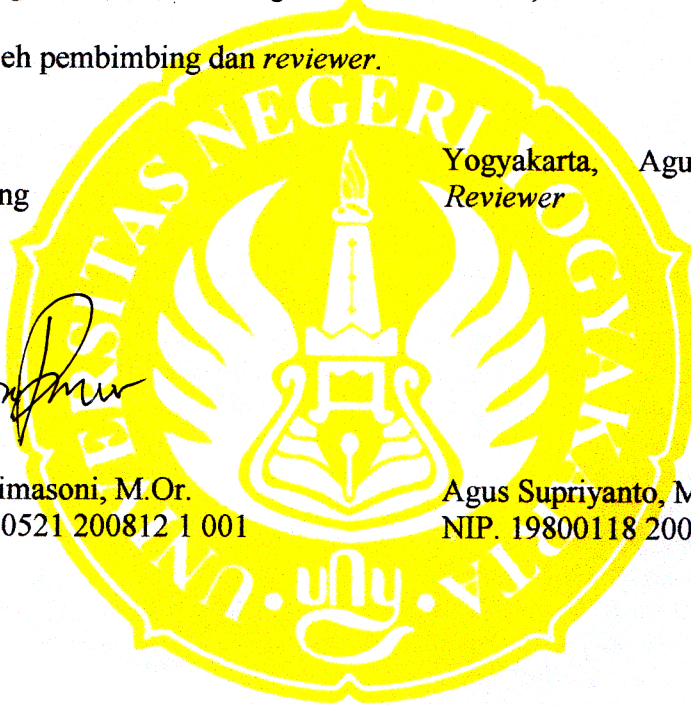 eh pembimbing dan reviewer.
Yogyakarta, Agu
ng
Reviewer
UNIVERSITAS NEGERI YOGYAKARTA
imasoni, M.Or.
0521 200812 1 001
Agus Supriyanto, M
NIP. 19800118 200
uny